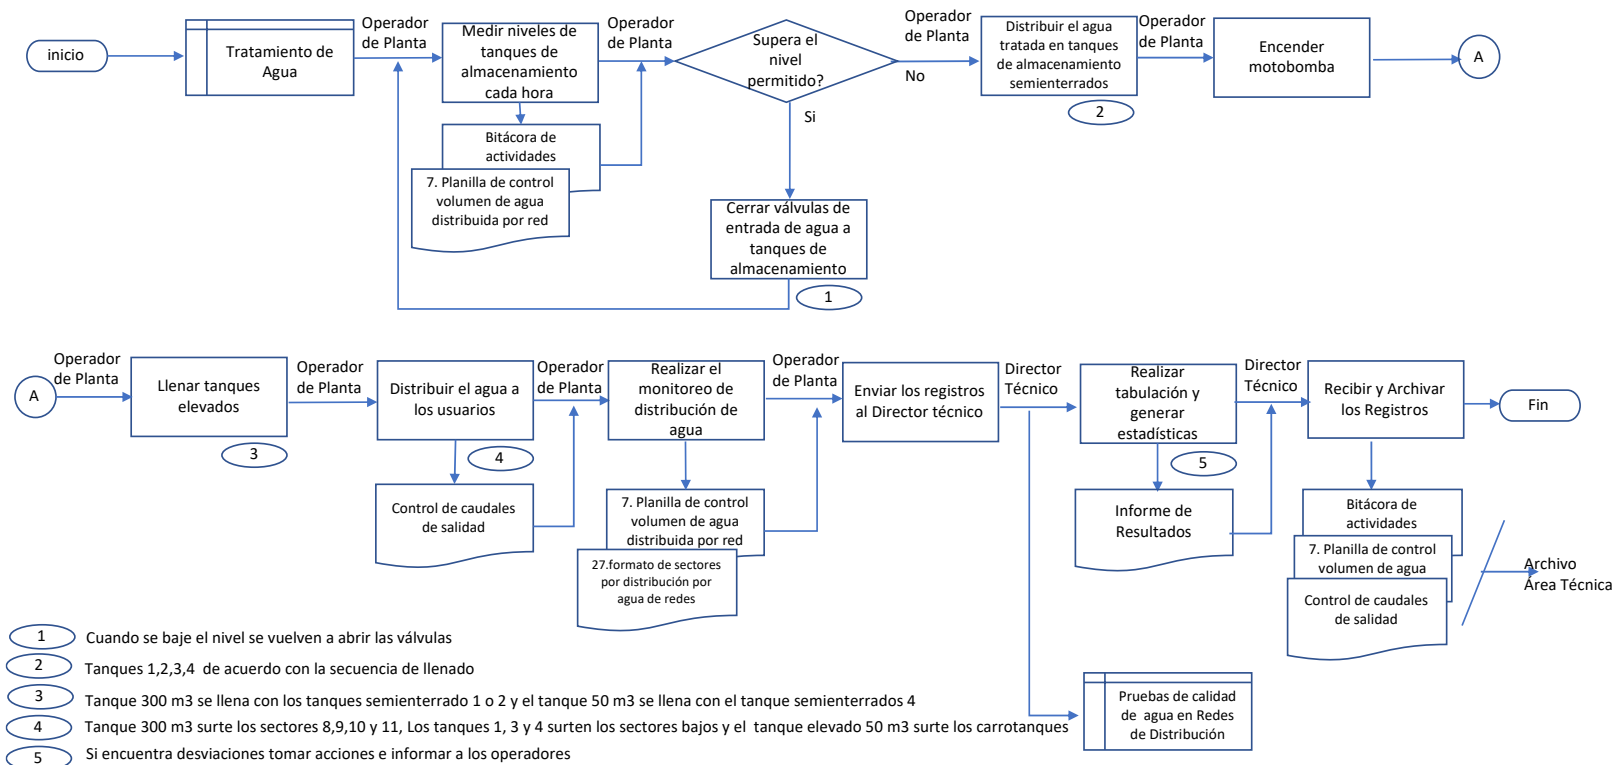 inicio
Tratamiento de
Agua
Operador
de Planta
Medir niveles de
tanques de
almacenamiento
cada hora
Operador
de Planta
Supera el
nivel
permitido?
Operador
de Planta
No
Si
Distribuir el agua
tratada en tanques
de almacenamiento
semienterrados
2
Operador
de Planta
Encender
motobomba
A
Bitácora de
actividades
7. Planilla de control
volumen de agua
distribuida por red
Cerrar válvulas de
entrada de agua a
tanques de
almacenamiento
1
A
Operador
de Planta
Llenar tanques
elevados
3
Operador
de Planta
Distribuir el agua a
los usuarios
4
Control de caudales
de salidad
Operador
de Planta
Realizar el
monitoreo de
distribución de
agua
7. Planilla de control
volumen de agua
distribuida por red
27.formato de sectores
por distribución por
agua de redes
Operador
de Planta
Enviar los registros
al Director técnico
Director
Técnico
Realizar
tabulación y
generar
estadísticas
5
Informe de
Resultados
Director
Técnico
Recibir y Archivar
los Registros
Fin
Bitácora de
actividades
7. Planilla de control
volumen de agua
Control de caudales
de salidad
Archivo
Área Técnica
Pruebas de calidad
de agua en Redes
de Distribución
1 Cuando se baje el nivel se vuelven a abrir las válvulas
2 Tanques 1,2,3,4 de acuerdo con la secuencia de llenado
3 Tanque 300 m3 se llena con los tanques semienterrado 1 o 2 y el tanque 50 m3 se llena con el tanque semienterrados 4
4 Tanque 300 m3 surte los sectores 8,9,10 y 11, Los tanques 1, 3 y 4 surten los sectores bajos y el tanque elevado 50 m3 surte los carrotanques
5 Si encuentra desviaciones tomar acciones e informar a los operadores